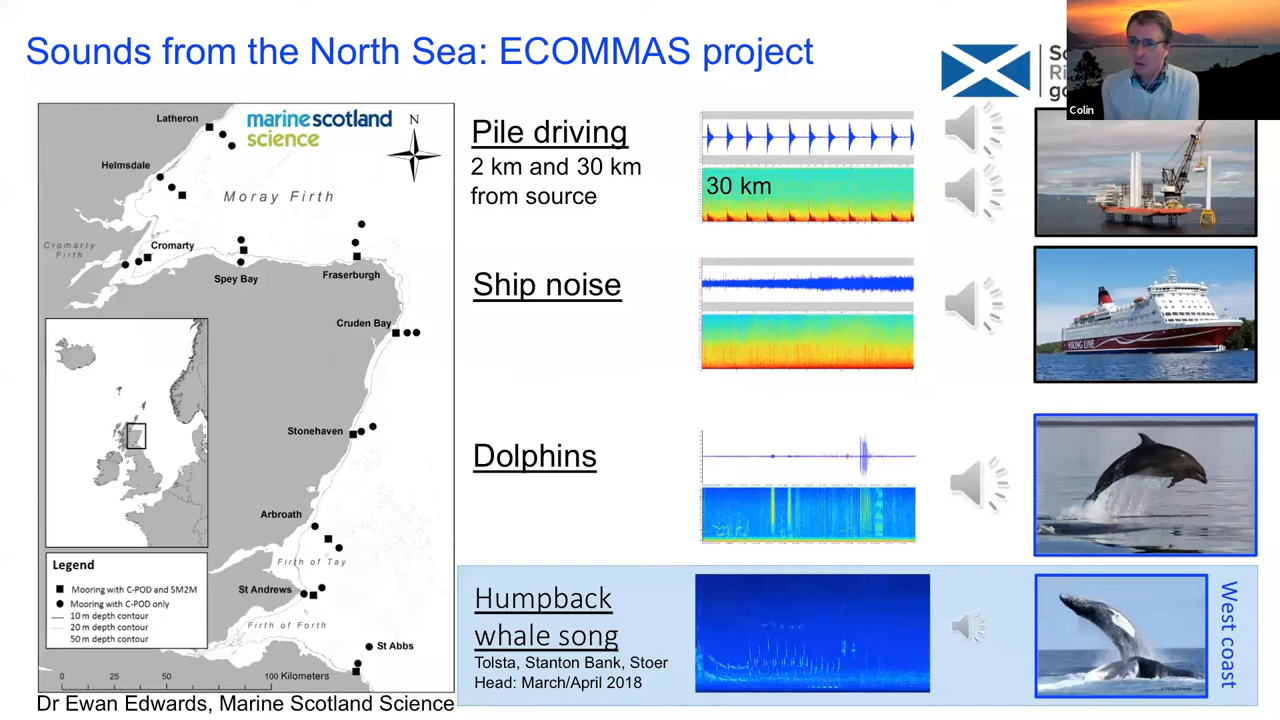 Sounds from the North Sea: ECOMMAS project
Colin
Latheron
marinescotland
science
N
Helmsdale
Moray Firth
Cromarty
Firth
Cromarty
Spey Bay
Fraserburgh
Cruden Bay
Stonehaven
Arbroath
Firth of Tay
St Andrews
Firth of Forth
St Abbs
Legend
Mooring with C-POD and SM2M
Mooring with C-POD only
10 m depth contour
20 m depth contour
50 m depth contour
0 25 50 100 Kilometers
Dr Ewan Edwards, Marine Scotland Science
Pile driving
2 km and 30 km
from source
30 km
Ship noise
VIKING LINE
Dolphins
Humpback
whale song
Tolsta, Stanton Bank, Stoer
Head: March/April 2018
West coast